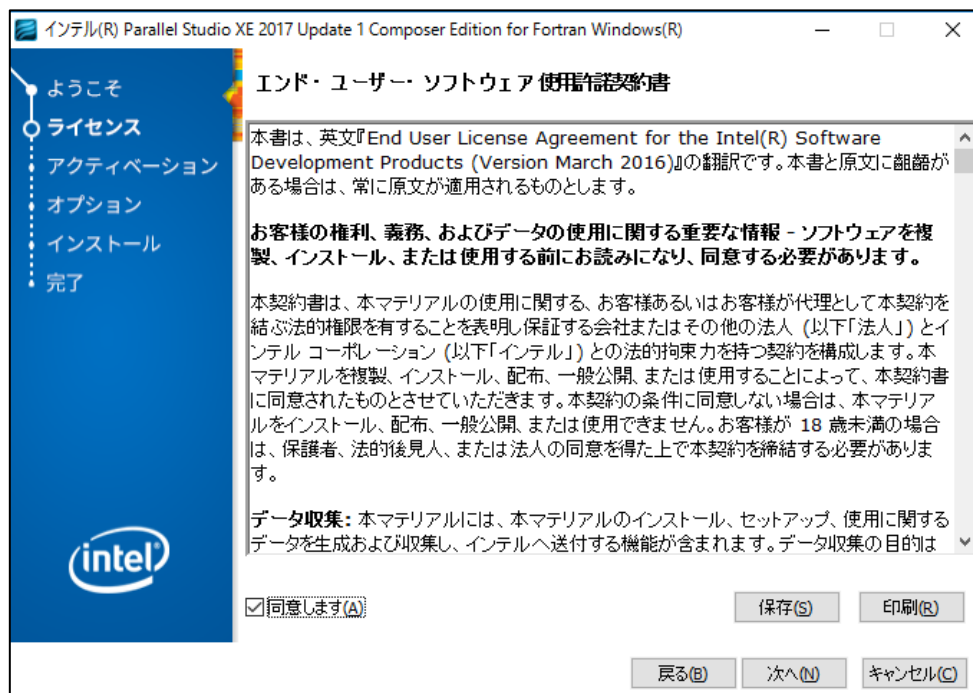 インテル(R) Parallel Studio XE 2017 Update 1 Composer Edition for Fortran Windows(R)
ようこそ
ライセンス
アクティベーション
オプション
インストール
完了
intel
エンド・ユーザー・ソフトウェア使用許諾契約書
本書は、英文『End User License Agreement for the Intel(R) Software
Development Products (Version March 2016)』の翻訳です。本書と原文に齟齬が
ある場合は、常に原文が適用されるものとします。
お客様の権利、義務、およびデータの使用に関する重要な情報 - ソフトウェアを複
製、インストール、または使用する前にお読みになり、同意する必要があります。
本契約書は、本マテリアルの使用に関する、お客様あるいはお客様が代理として本契約を
結ぶ法的権限を有することを表明し保証する会社またはその他の法人 (以下「法人」) とイ
ンテル コーポレーション (以下「インテル」) との法的拘束力を持つ契約を構成します。本
マテリアルを複製、インストール、配布、一般公開、または使用することによって、本契約書
に同意されたものとさせていただきます。本契約の条件に同意しない場合は、本マテリア
ルをインストール、配布、一般公開、または使用できません。お客様が 18 歳未満の場合
は、保護者、法的後見人、または法人の同意を得た上で本契約を締結する必要がありま
す。
データ収集: 本マテリアルには、本マテリアルのインストール、セットアップ、使用に関する
データを生成および収集し、インテルへ送付する機能が含まれます。データ収集の目的は
同意します(A)
保存(S)
印刷(R)
戻る(B)
次へ(N)
キャンセル(C)